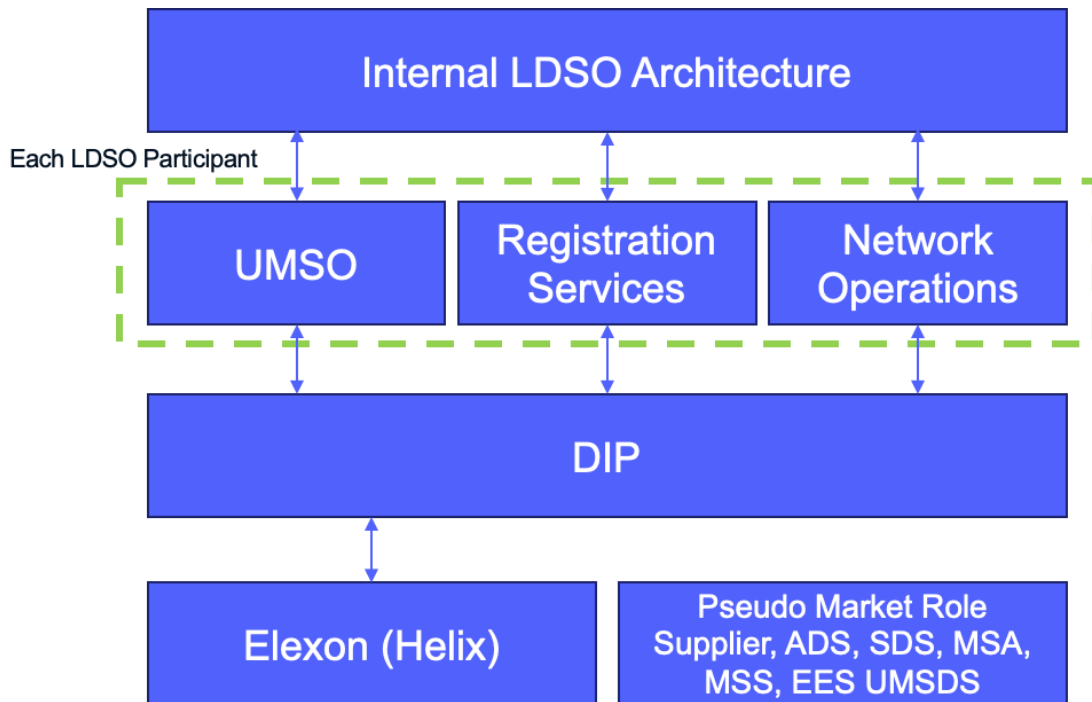 Internal LDSO Architecture
Each LDSO Participant
UMSO
Registration
Services
Network
Operations
DIP
Elexon (Helix)
Pseudo Market Role
Supplier, ADS, SDS, MSA,
MSS, EES UMSDS